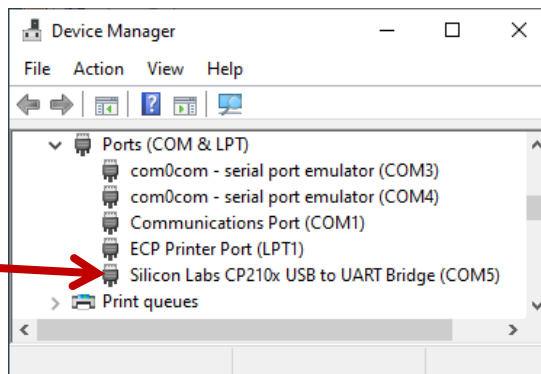 Device Manager
File Action View Help
Ports (COM & LPT)
com0com - serial port emulator (COM3)
com0com - serial port emulator (COM4)
Communications Port (COM1)
ECP Printer Port (LPT1)
Silicon Labs CP210x USB to UART Bridge (COM5)
Print queues